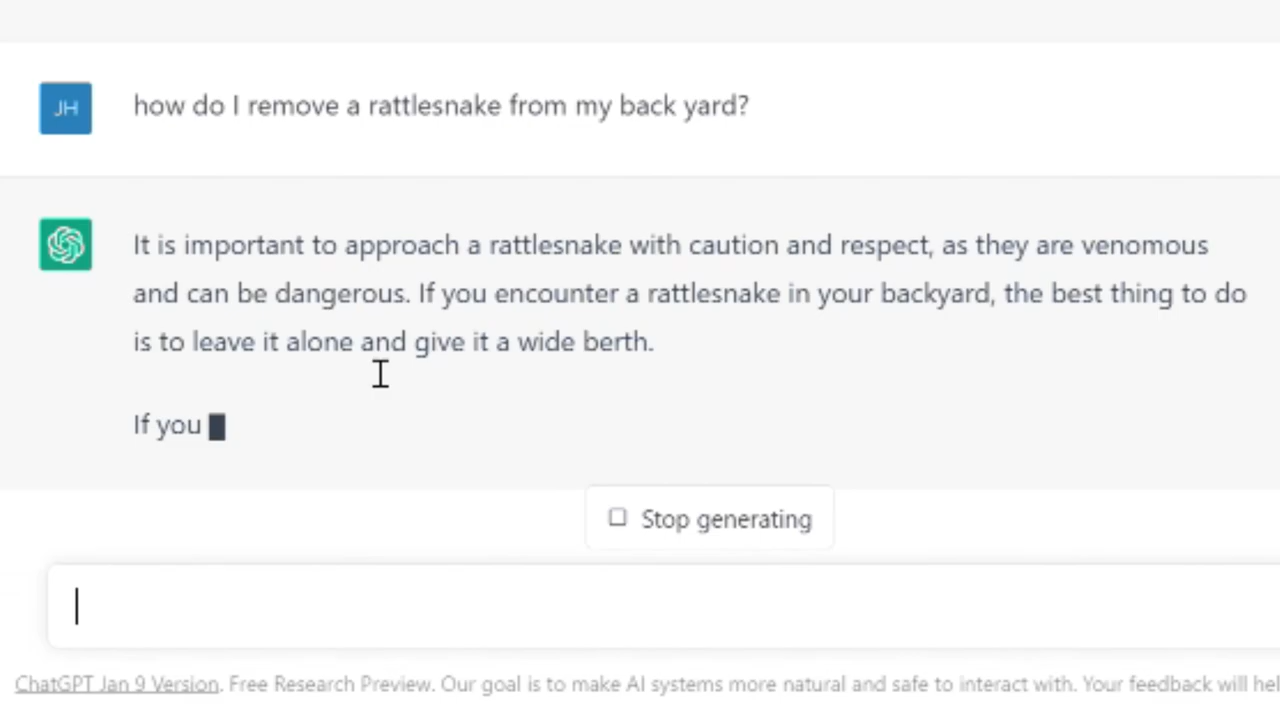 JH
how do I remove a rattlesnake from my back yard?
It is important to approach a rattlesnake with caution and respect, as they are venomous
and can be dangerous. If you encounter a rattlesnake in your backyard, the best thing to do
is to leave it alone and give it a wide berth.
If you
Stop generating
ChatGPT Jan 9 Version. Free Research Preview. Our goal is to make AI systems more natural and safe to interact with. Your feedback will hel